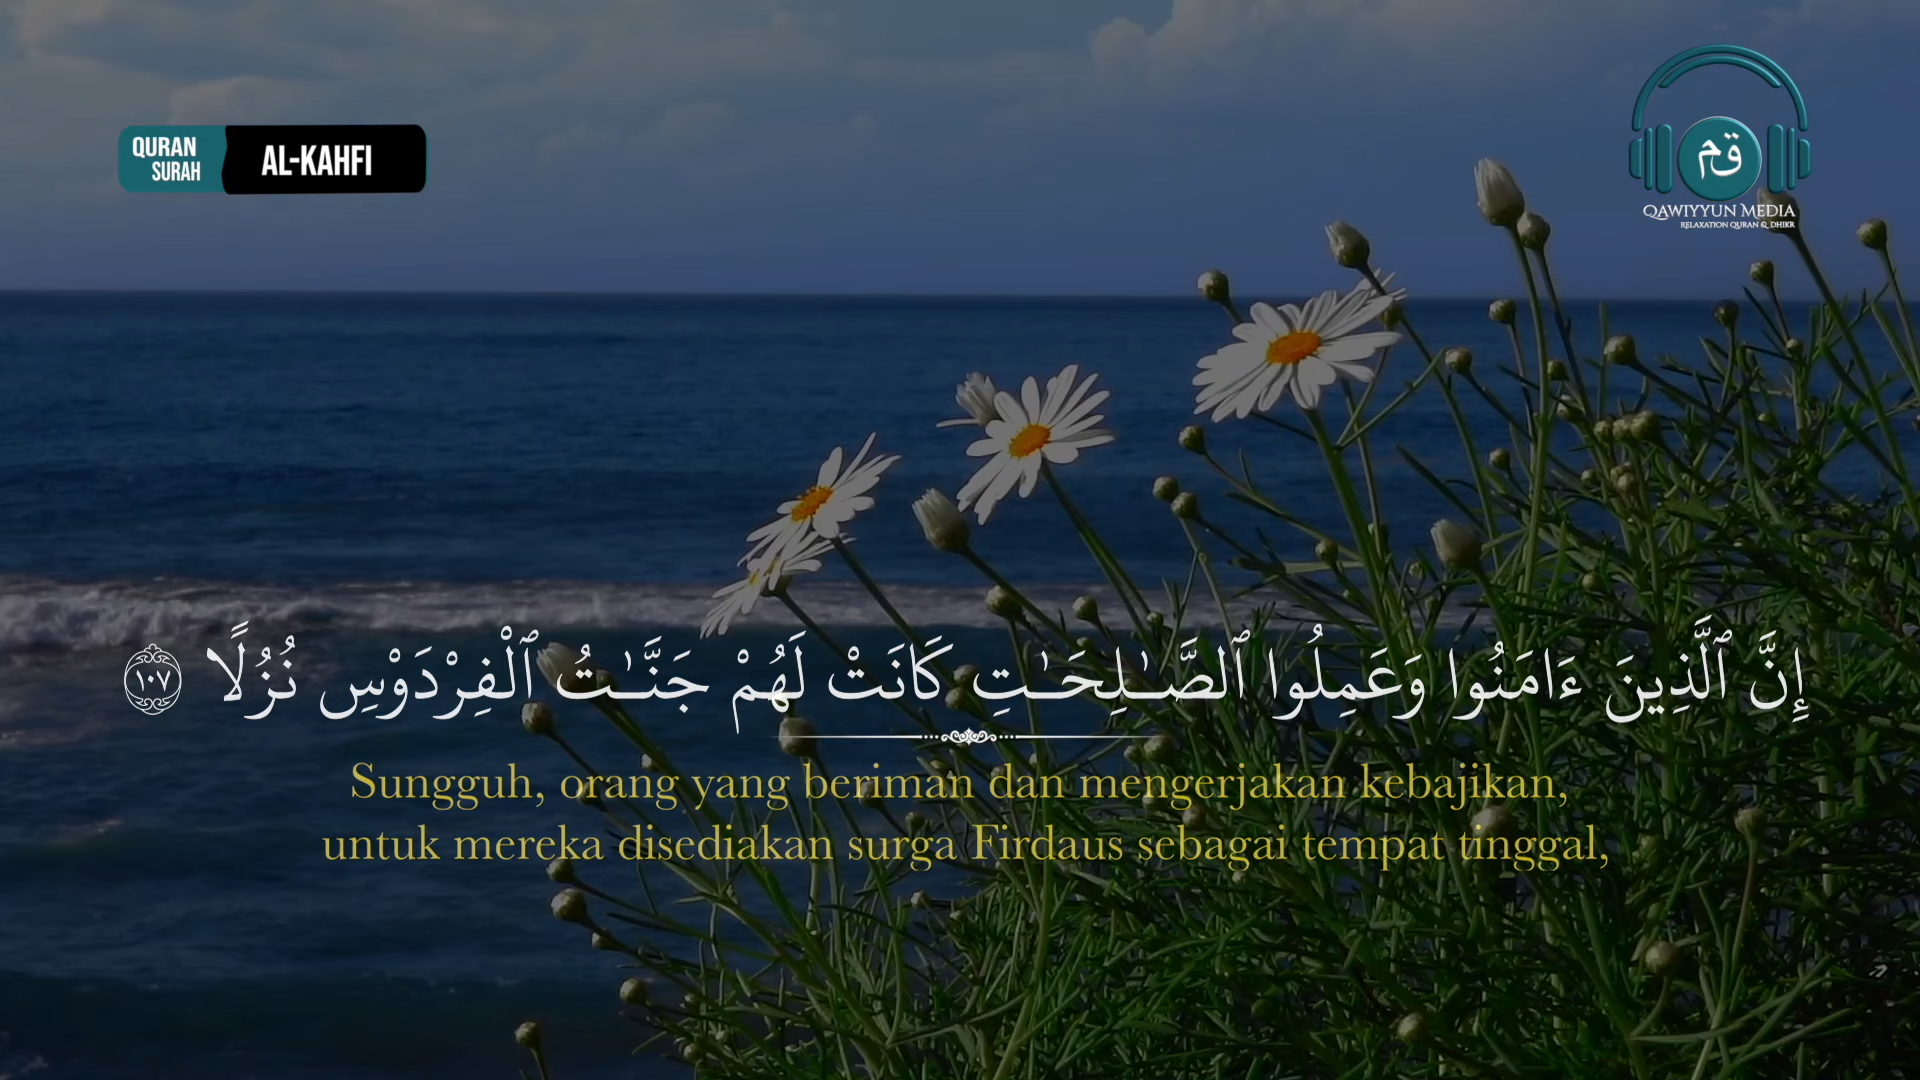 QURAN
SURAH
AL-KAHFI
قم
QAWIYYUN MEDIA
RELAXATION QURAN & DHIKR
إِنَّ ٱلَّذِينَ ءَامَنُوا وَعَمِلُوا ٱلصَّـٰلِحَـٰتِ كَانَتْ لَهُمْ جَنَّـٰتُ ٱلْفِرْدَوْسِ نُزُلًا ١٠٧
Sungguh, orang yang beriman dan mengerjakan kebajikan,
untuk mereka disediakan surga Firdaus sebagai tempat tinggal,